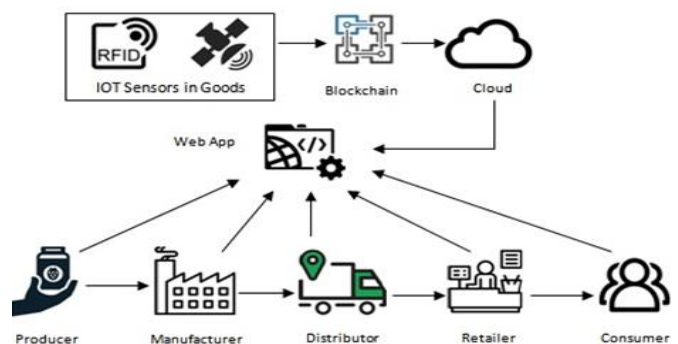 RFID
IOT Sensors in Goods
Blockchain
Cloud
Web App
</>
Producer
Manufacturer
Distributor
Retailer
Consumer